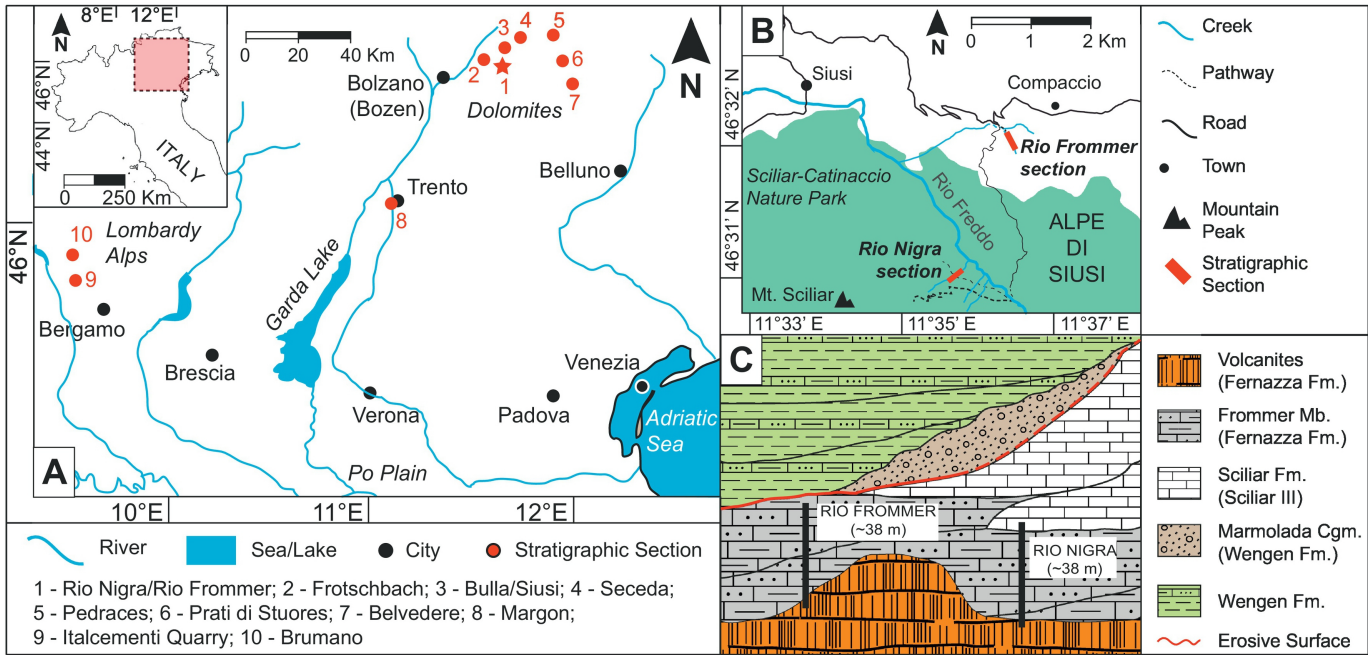 8°E
12°E
N
46°N
44°N
ITALY
0
250 Km
0
20
40 Km
N
Bolzano
(Bozen)
1
2
3
4
5
6
7
Dolomites
Belluno
Trento
8
46°N
10
Lombardy
Alps
9
Bergamo
Brescia
Garda Lake
Verona
Padova
Venezia
Adriatic
Sea
Po Plain
A
10°E
11°E
12°E
River
Sea/Lake
City
Stratigraphic Section
1 - Rio Nigra/Rio Frommer; 2 - Frotschbach; 3 - Bulla/Siusi; 4 - Seceda;
5 - Pedraces; 6 - Prati di Stuores; 7 - Belvedere; 8 - Margon;
9 - Italcementi Quarry; 10 - Brumano
B
N
0
1
2 Km
46°32' N
46°31' N
Siusi
Compaccio
Rio Frommer
section
Sciliar-Catinaccio
Nature Park
Rio Freddo
Rio Nigra
section
ALPE
DI
SIUSI
Mt. Sciliar
11°33' E
11°35' E
11°37' E
Creek
Pathway
Road
Town
Mountain
Peak
Stratigraphic
Section
C
RIO FROMMER
(~38 m)
RIO NIGRA
(~38 m)
Volcanites
(Fernazza Fm.)
Frommer Mb.
(Fernazza Fm.)
Sciliar Fm.
(Sciliar III)
Marmolada Cgm.
(Wengen Fm.)
Wengen Fm.
Erosive Surface